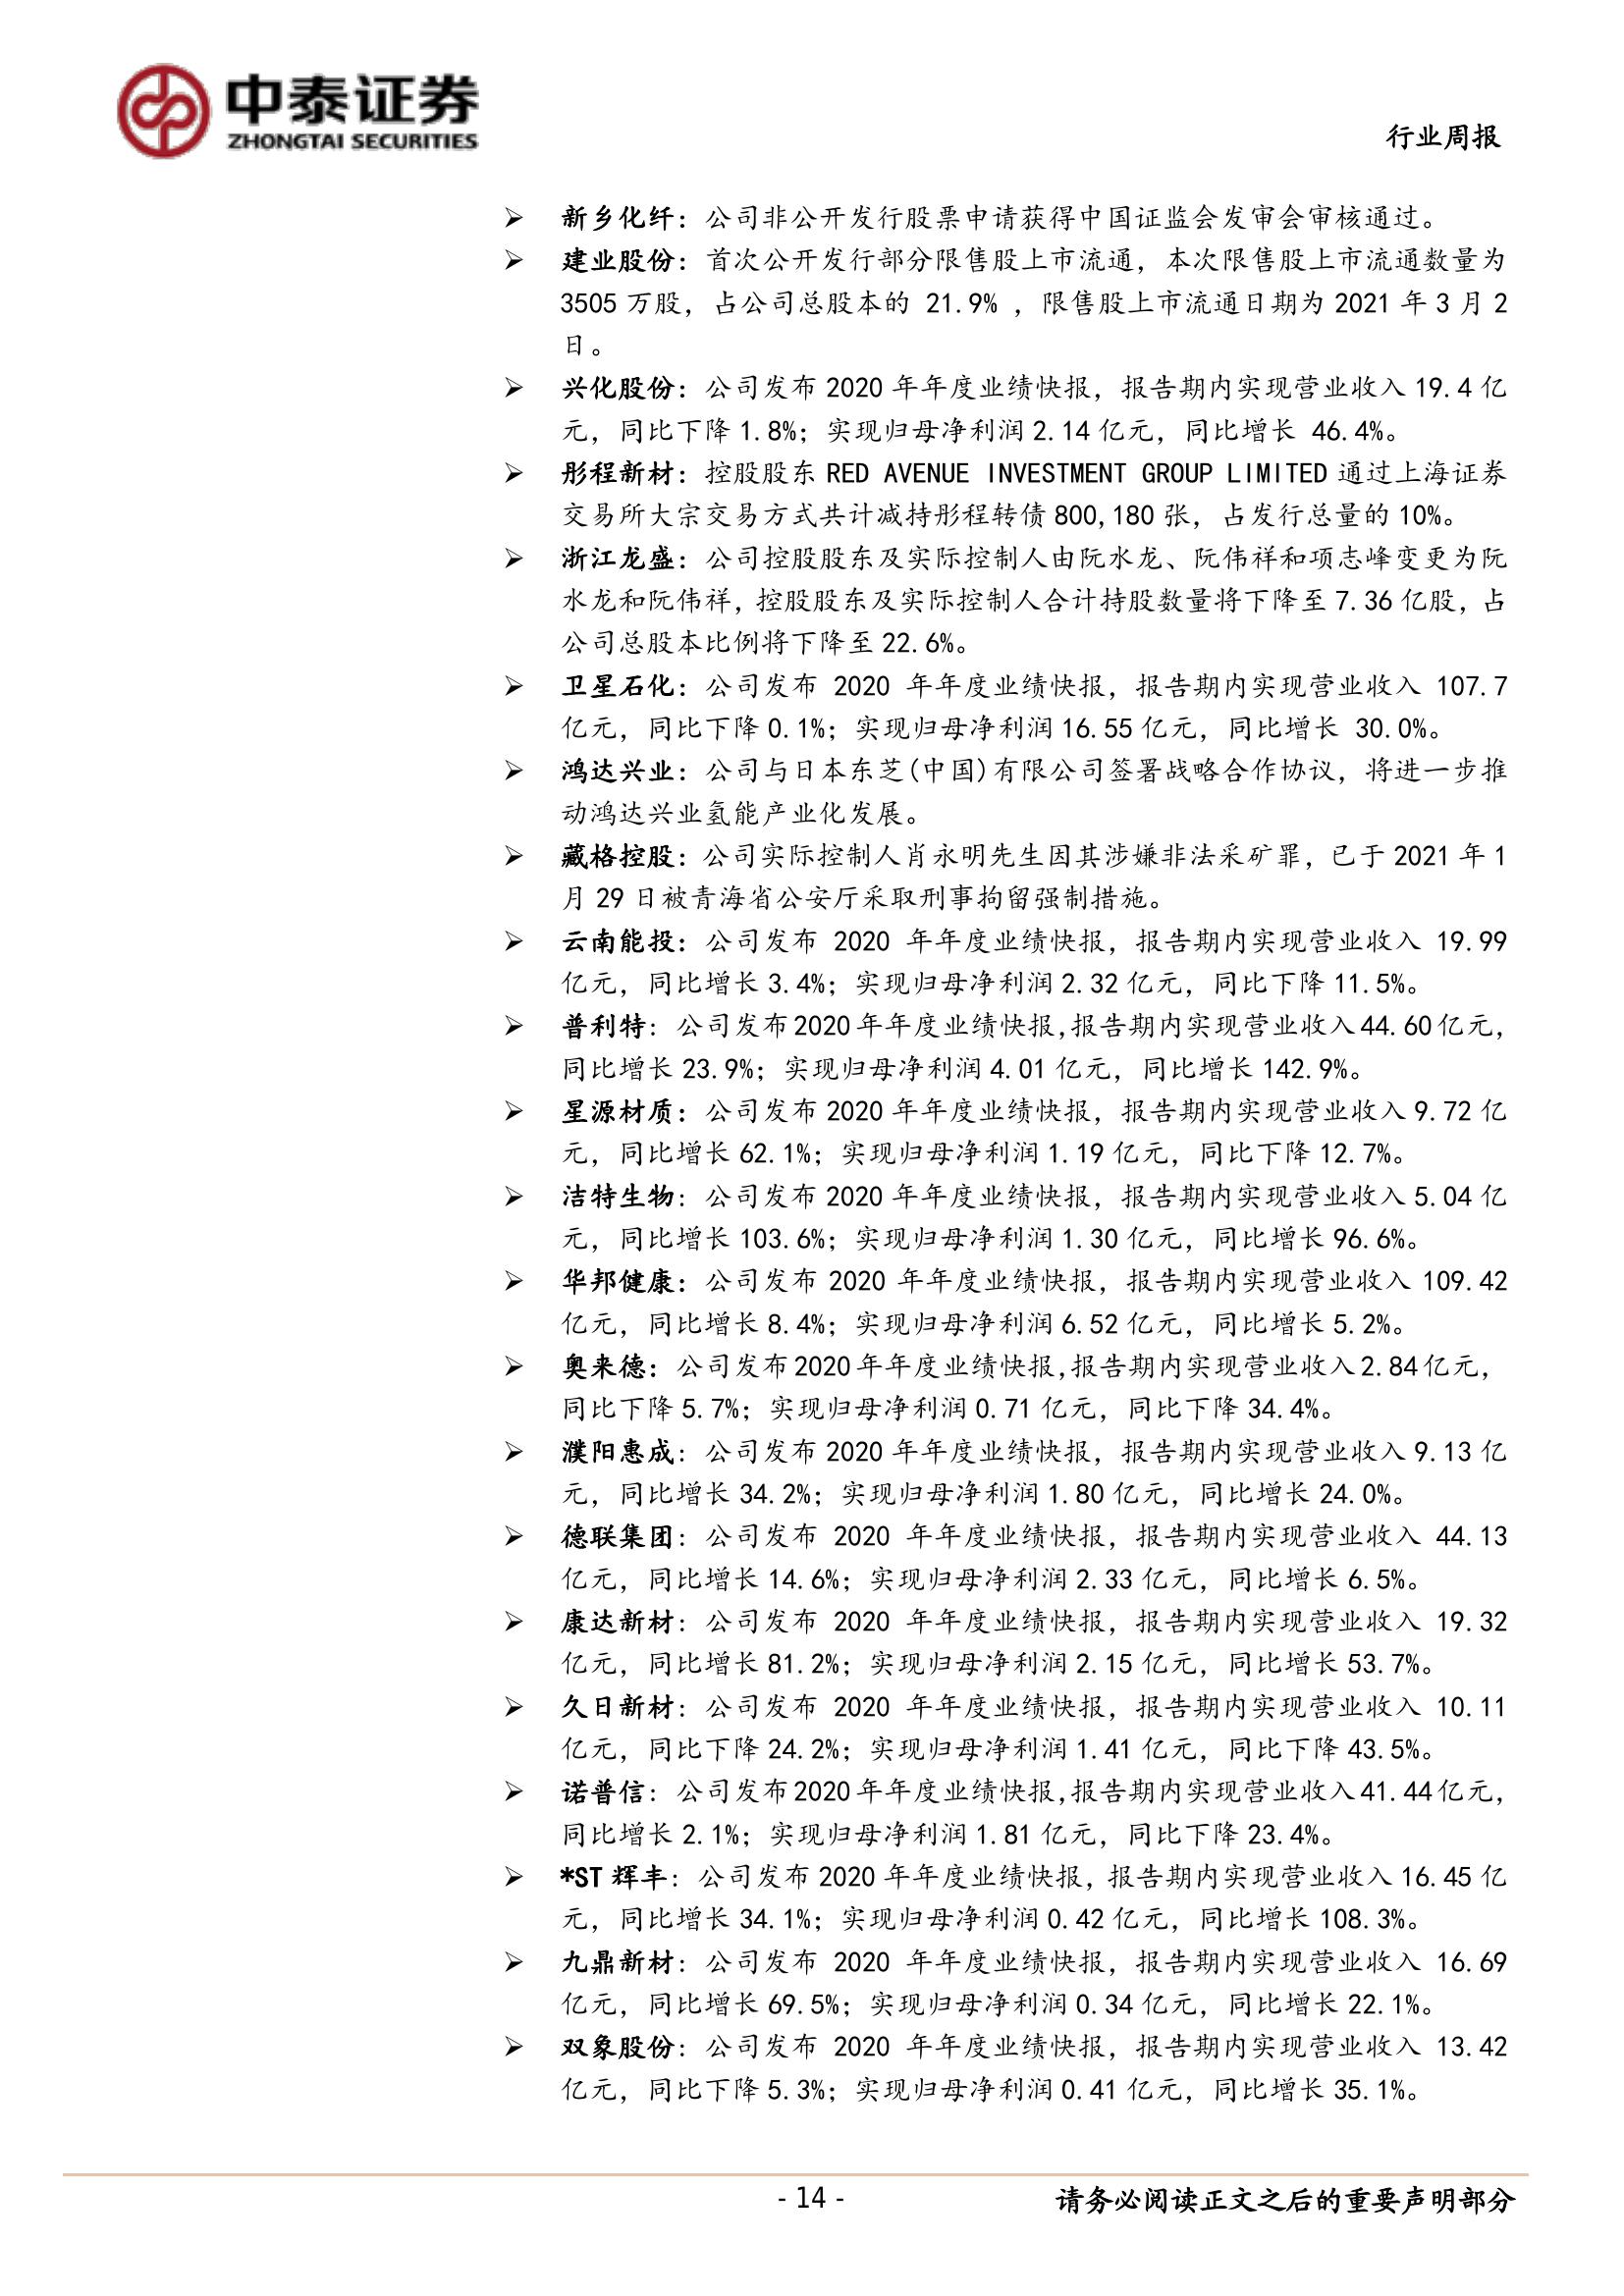 中泰证券
ZHONGTAI SECURITIES
行业周报
➢ 新乡化纤：公司非公开发行股票申请获得中国证监会发审会审核通过。
➢ 建业股份：首次公开发行部分限售股上市流通，本次限售股上市流通数量为
3505 万股，占公司总股本的 21.9% ，限售股上市流通日期为 2021 年 3 月 2
日。
➢ 兴化股份：公司发布 2020 年年度业绩快报，报告期内实现营业收入 19.4 亿
元，同比下降 1.8%；实现归母净利润 2.14 亿元，同比增长 46.4%。
➢ 彤程新材：控股股东 RED AVENUE INVESTMENT GROUP LIMITED 通过上海证券
交易所大宗交易方式共计减持彤程转债 800,180 张，占发行总量的 10%。
➢ 浙江龙盛：公司控股股东及实际控制人由阮水龙、阮伟祥和项志峰变更为阮
水龙和阮伟祥，控股股东及实际控制人合计持股数量将下降至 7.36 亿股，占
公司总股本比例将下降至 22.6%。
➢ 卫星石化：公司发布 2020 年年度业绩快报，报告期内实现营业收入 107.7
亿元，同比下降 0.1%；实现归母净利润 16.55 亿元，同比增长 30.0%。
➢ 鸿达兴业：公司与日本东芝(中国)有限公司签署战略合作协议，将进一步推
动鸿达兴业氢能产业化发展。
➢ 藏格控股：公司实际控制人肖永明先生因其涉嫌非法采矿罪，已于 2021 年 1
月 29 日被青海省公安厅采取刑事拘留强制措施。
➢ 云南能投：公司发布 2020 年年度业绩快报，报告期内实现营业收入 19.99
亿元，同比增长 3.4%；实现归母净利润 2.32 亿元，同比下降 11.5%。
➢ 普利特：公司发布 2020 年年度业绩快报，报告期内实现营业收入 44.60 亿元，
同比增长 23.9%；实现归母净利润 4.01 亿元，同比增长 142.9%。
➢ 星源材质：公司发布 2020 年年度业绩快报，报告期内实现营业收入 9.72 亿
元，同比增长 62.1%；实现归母净利润 1.19 亿元，同比下降 12.7%。
➢ 洁特生物：公司发布 2020 年年度业绩快报，报告期内实现营业收入 5.04 亿
元，同比增长 103.6%；实现归母净利润 1.30 亿元，同比增长 96.6%。
➢ 华邦健康：公司发布 2020 年年度业绩快报，报告期内实现营业收入 109.42
亿元，同比增长 8.4%；实现归母净利润 6.52 亿元，同比增长 5.2%。
➢ 奥来德：公司发布 2020 年年度业绩快报，报告期内实现营业收入 2.84 亿元，
同比下降 5.7%；实现归母净利润 0.71 亿元，同比下降 34.4%。
➢ 濮阳惠成：公司发布 2020 年年度业绩快报，报告期内实现营业收入 9.13 亿
元，同比增长 34.2%；实现归母净利润 1.80 亿元，同比增长 24.0%。
➢ 德联集团：公司发布 2020 年年度业绩快报，报告期内实现营业收入 44.13
亿元，同比增长 14.6%；实现归母净利润 2.33 亿元，同比增长 6.5%。
➢ 康达新材：公司发布 2020 年年度业绩快报，报告期内实现营业收入 19.32
亿元，同比增长 81.2%；实现归母净利润 2.15 亿元，同比增长 53.7%。
➢ 久日新材：公司发布 2020 年年度业绩快报，报告期内实现营业收入 10.11
亿元，同比下降 24.2%；实现归母净利润 1.41 亿元，同比下降 43.5%。
➢ 诺普信：公司发布 2020 年年度业绩快报，报告期内实现营业收入 41.44 亿元，
同比增长 2.1%；实现归母净利润 1.81 亿元，同比下降 23.4%。
➢ *ST 辉丰：公司发布 2020 年年度业绩快报，报告期内实现营业收入 16.45 亿
元，同比增长 34.1%；实现归母净利润 0.42 亿元，同比增长 108.3%。
➢ 九鼎新材：公司发布 2020 年年度业绩快报，报告期内实现营业收入 16.69
亿元，同比增长 69.5%；实现归母净利润 0.34 亿元，同比增长 22.1%。
➢ 双象股份：公司发布 2020 年年度业绩快报，报告期内实现营业收入 13.42
亿元，同比下降 5.3%；实现归母净利润 0.41 亿元，同比增长 35.1%。
- 14 -
请务必阅读正文之后的重要声明部分